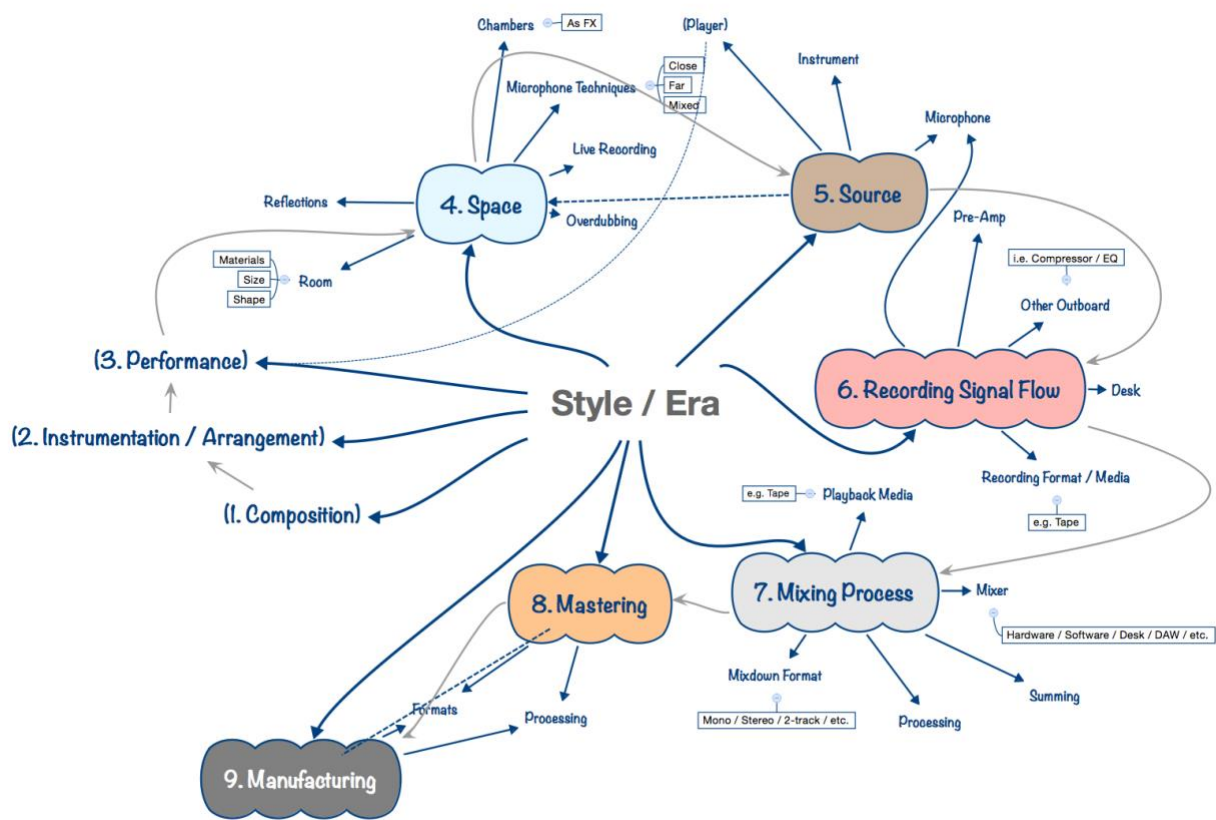 Chambers
As FX
(Player)
Instrument
Microphone Techniques
Close
Far
Mixed
Microphone
Live Recording
4. Space
5. Source
Reflections
Overdubbing
Pre-Amp
Materials
Size
Shape
Room
i.e. Compressor / EQ
Other Outboard
(3. Performance)
Style / Era
6. Recording Signal Flow
Desk
(2. Instrumentation / Arrangement)
Recording Format / Media
e.g. Tape
(1. Composition)
e.g. Tape
Playback Media
8. Mastering
7. Mixing Process
Mixer
Hardware / Software / Desk / DAW / etc.
Mixdown Format
Mono / Stereo / 2-track / etc.
Summing
Formats
Processing
Processing
9. Manufacturing